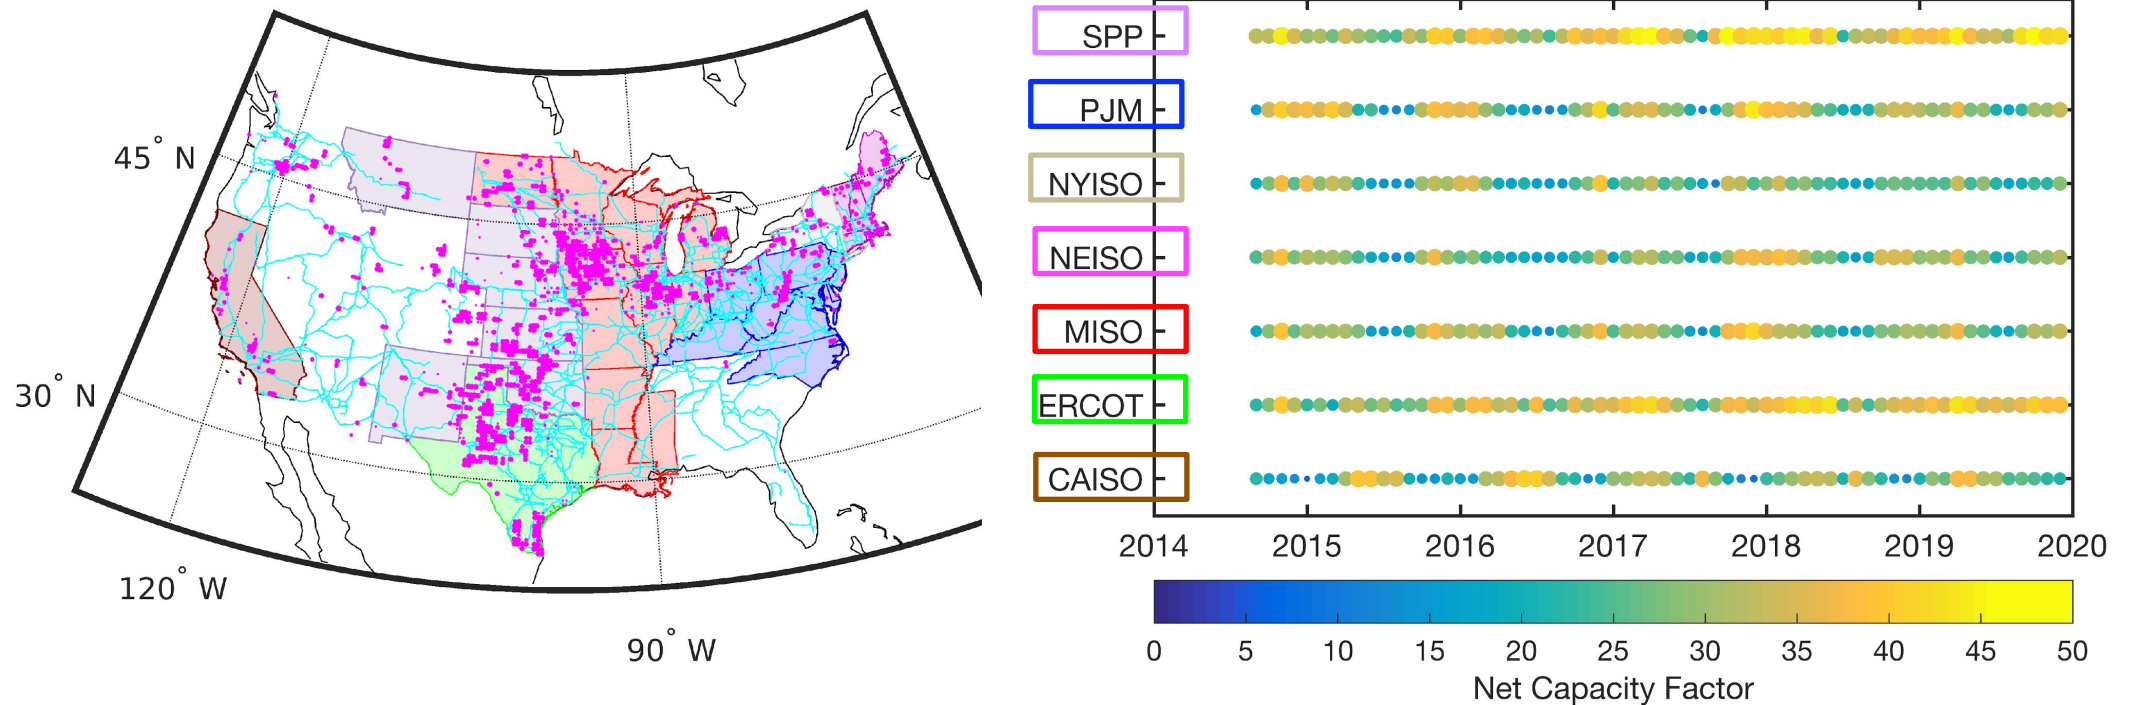 45° N
30° N
120° W
90° W
SPP
PJM
NYISO
NEISO
MISO
ERCOT
CAISO
2014 2015 2016 2017 2018 2019 2020
0 5 10 15 20 25 30 35 40 45 50
Net Capacity Factor